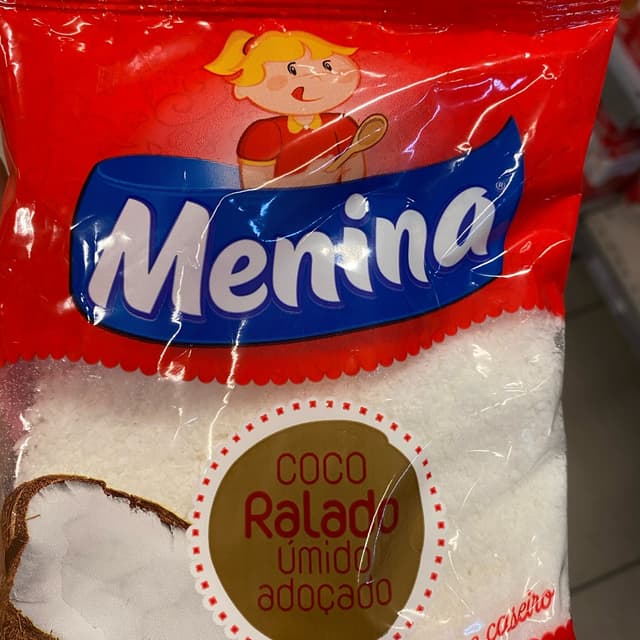 Menina®
coco
Ralado
úmido
adoçado
caseiro